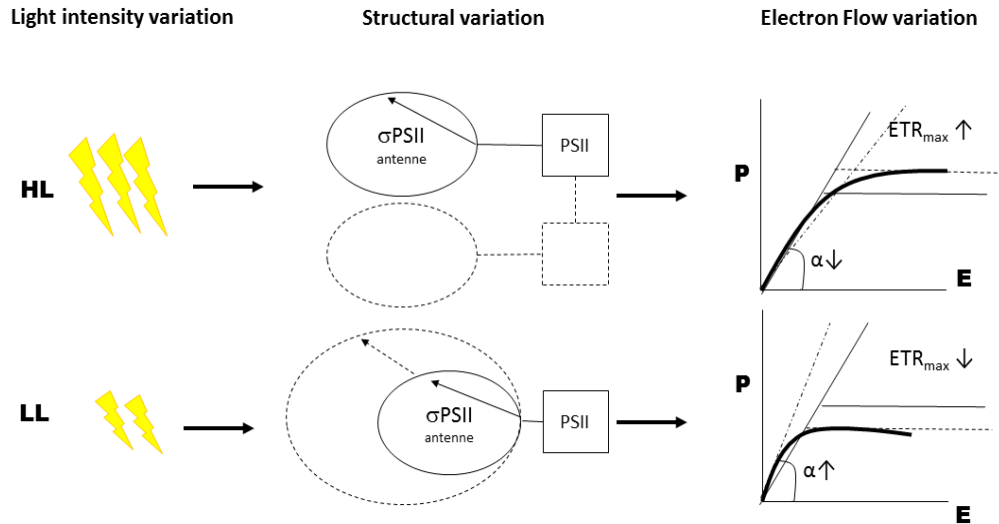 Light intensity variation
Structural variation
Electron Flow variation
HL
σPSII
antenne
PSII
P
ETRmax ↑
α↓
E
LL
σPSII
antenne
PSII
P
ETRmax ↓
α↑
E